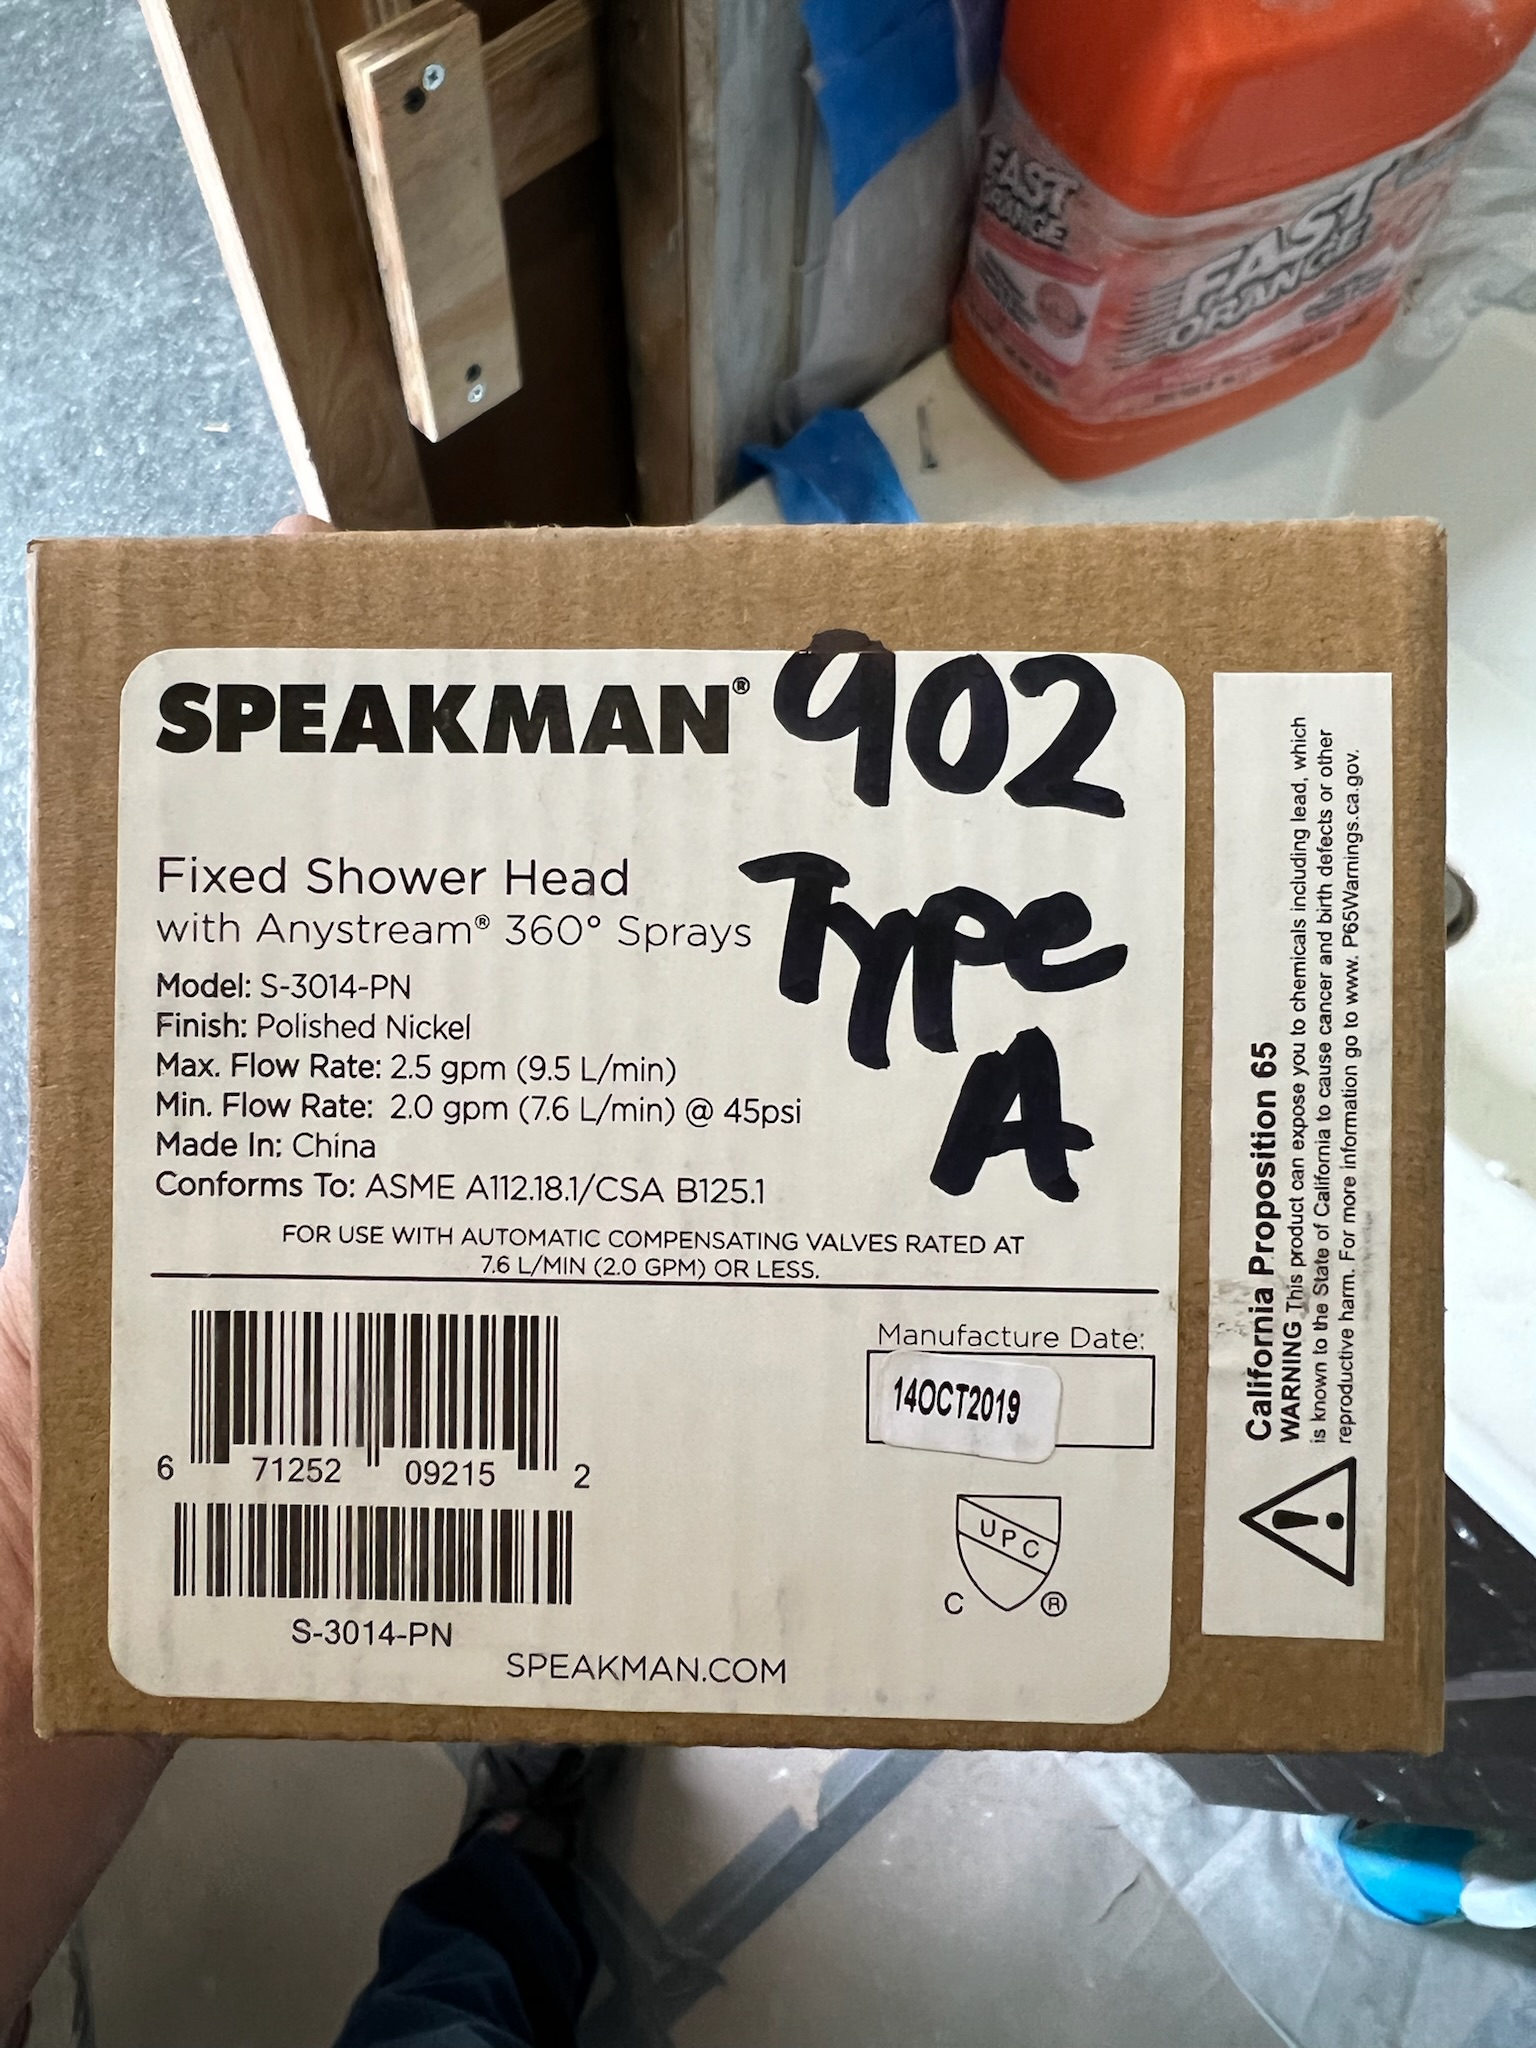 FAST
ORANGE
FAST
ORANGE
SPEAKMAN®
902
Type
A
Fixed Shower Head
with Anystream® 360° Sprays
Model: S-3014-PN
Finish: Polished Nickel
Max. Flow Rate: 2.5 gpm (9.5 L/min)
Min. Flow Rate: 2.0 gpm (7.6 L/min) @ 45psi
Made In: China
Conforms To: ASME A112.18.1/CSA B125.1
FOR USE WITH AUTOMATIC COMPENSATING VALVES RATED AT
7.6 L/MIN (2.0 GPM) OR LESS.
6 71252 09215 2
S-3014-PN
Manufacture Date:
14OCT2019
UPC
C ®
SPEAKMAN.COM
California Proposition 65
WARNING This product can expose you to chemicals including lead, which
is known to the State of California to cause cancer and birth defects or other
reproductive harm. For more information go to www. P65Warnings.ca.gov.